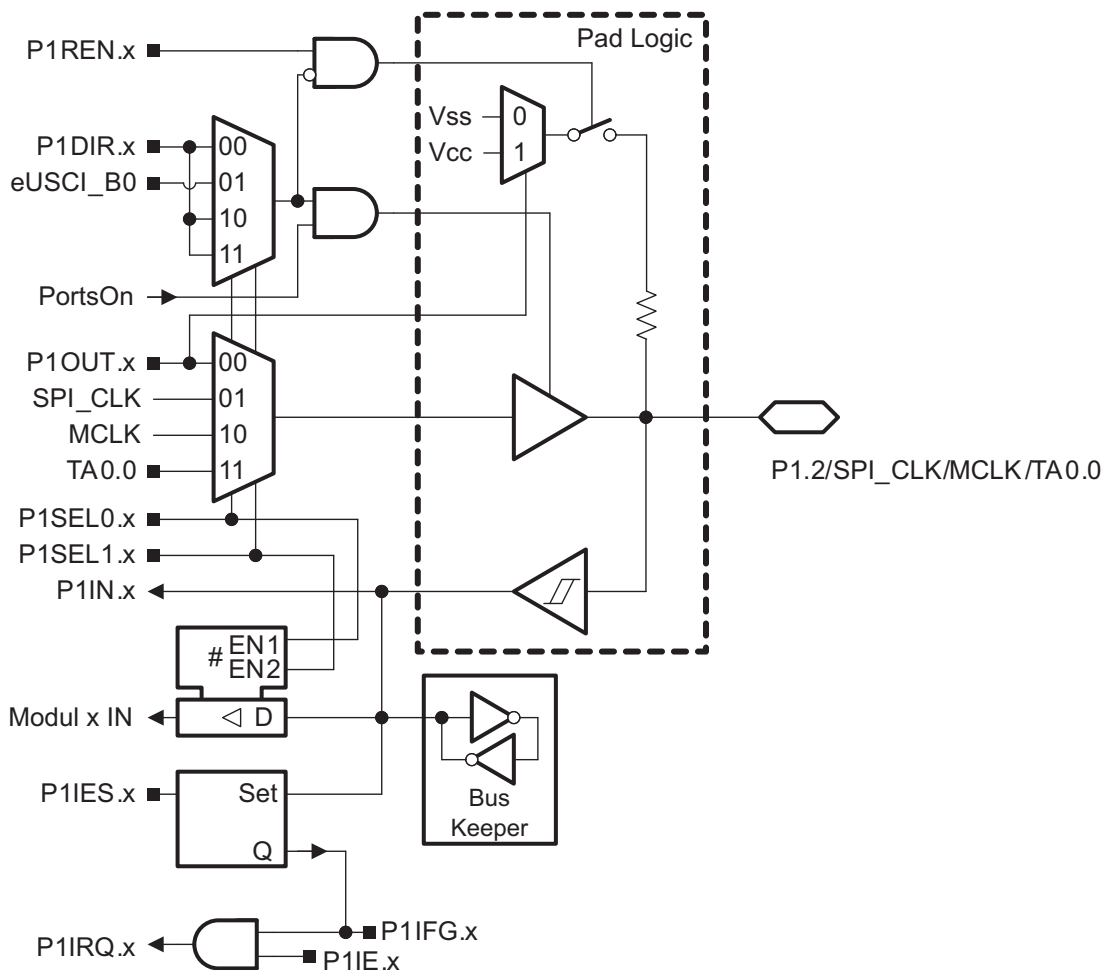 P1REN.x
Pad Logic
Vss 0
Vcc 1
P1DIR.x 00
eUSCI_B0 01
10
11
PortsOn
P1OUT.x 00
SPI_CLK 01
MCLK 10
TA0.0 11
P1.2/SPI_CLK/MCLK/TA0.0
P1SEL0.x
P1SEL1.x
P1IN.x
# EN1
EN2
Modul x IN D
P1IES.x Set
Q
Bus
Keeper
P1IFG.x
P1IRQ.x
P1IE.x